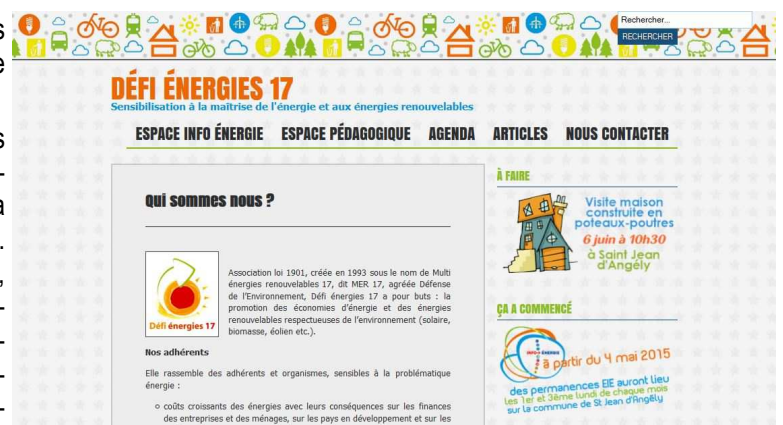 Rechercher...
RECHERCHER
DÉFI ÉNERGIES 17
Sensibilisation à la maîtrise de l'énergie et aux énergies renouvelables
ESPACE INFO ÉNERGIE ESPACE PÉDAGOGIQUE AGENDA ARTICLES NOUS CONTACTER
Qui sommes nous ?
Défi énergies 17
Association loi 1901, créée en 1993 sous le nom de Multi
énergies renouvelables 17, dit MER 17, agréée Défense
de l'Environnement, Défi énergies 17 a pour buts : la
promotion des économies d'énergie et des énergies
renouvelables respectueuses de l'environnement (solaire,
biomasse, éolien etc.).
Nos adhérents
Elle rassemble des adhérents et organismes, sensibles à la problématique
énergie :
coûts croissants des énergies avec leurs conséquences sur les finances
des entreprises et des ménages, sur les pays en développement et sur les
À FAIRE
Visite maison
construite en
poteaux-poutres
6 juin à 10h30
à Saint Jean
d'Angély
ÇA A COMMENCÉ
INFO ÉNERGIE
à partir du 4 mai 2015
des permanences EIE auront lieu
les 1er et 3ème lundi de chaque mois
sur la commune de St Jean d'Angély